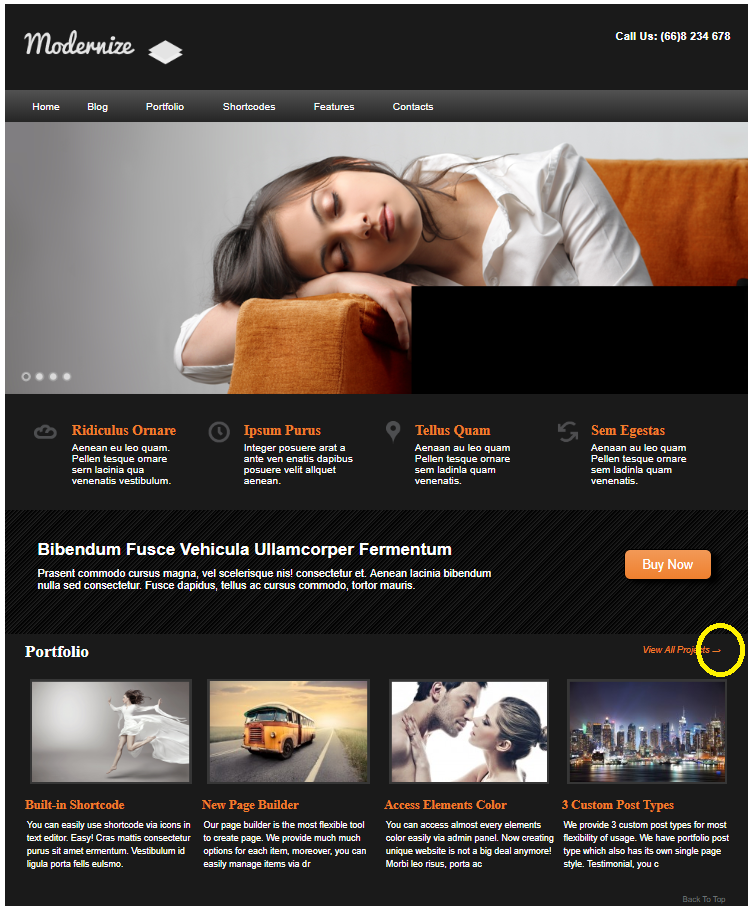 Modernize
Call Us: (66)8 234 678
Home Blog Portfolio Shortcodes Features Contacts
Ridiculus Ornare
Aenean eu leo quam.
Pellen tesque ornare
sern lacinia qua
venenatis vestibulum.
Ipsum Purus
Integer posuere arat a
ante ven enatis dapibus
posuere velit allquet
aenean.
Tellus Quam
Aenaan au leo quam
Pellen tesque ornare
sem ladinla quam
venenatis.
Sem Egestas
Aenaan au leo quam
Pellen tesque ornare
sem ladinla quam
venenatis.
Bibendum Fusce Vehicula Ullamcorper Fermentum
Prasent commodo cursus magna, vel scelerisque nis! consectetur et. Aenean lacinia bibendum
nulla sed consectetur. Fusce dapidus, tellus ac cursus commodo, tortor mauris.
Buy Now
Portfolio
View All Projects →
Built-in Shortcode
You can easily use shortcode via icons in
text editor. Easy! Cras mattis consectetur
purus sit amet ermentum. Vestibulum id
ligula porta fells eulsmo.
New Page Builder
Our page builder is the most flexible tool
to create page. We provide much much
options for each item, moreover, you can
easily manage items via dr
Access Elements Color
You can access almost every elements
color easily via admin panel. Now creating
unique website is not a big deal anymore!
Morbi leo risus, porta ac
3 Custom Post Types
We provide 3 custom post types for most
flexibility of usage. We have portfolio post
type which also has its own single page
style. Testimonial, you c
Back To Top